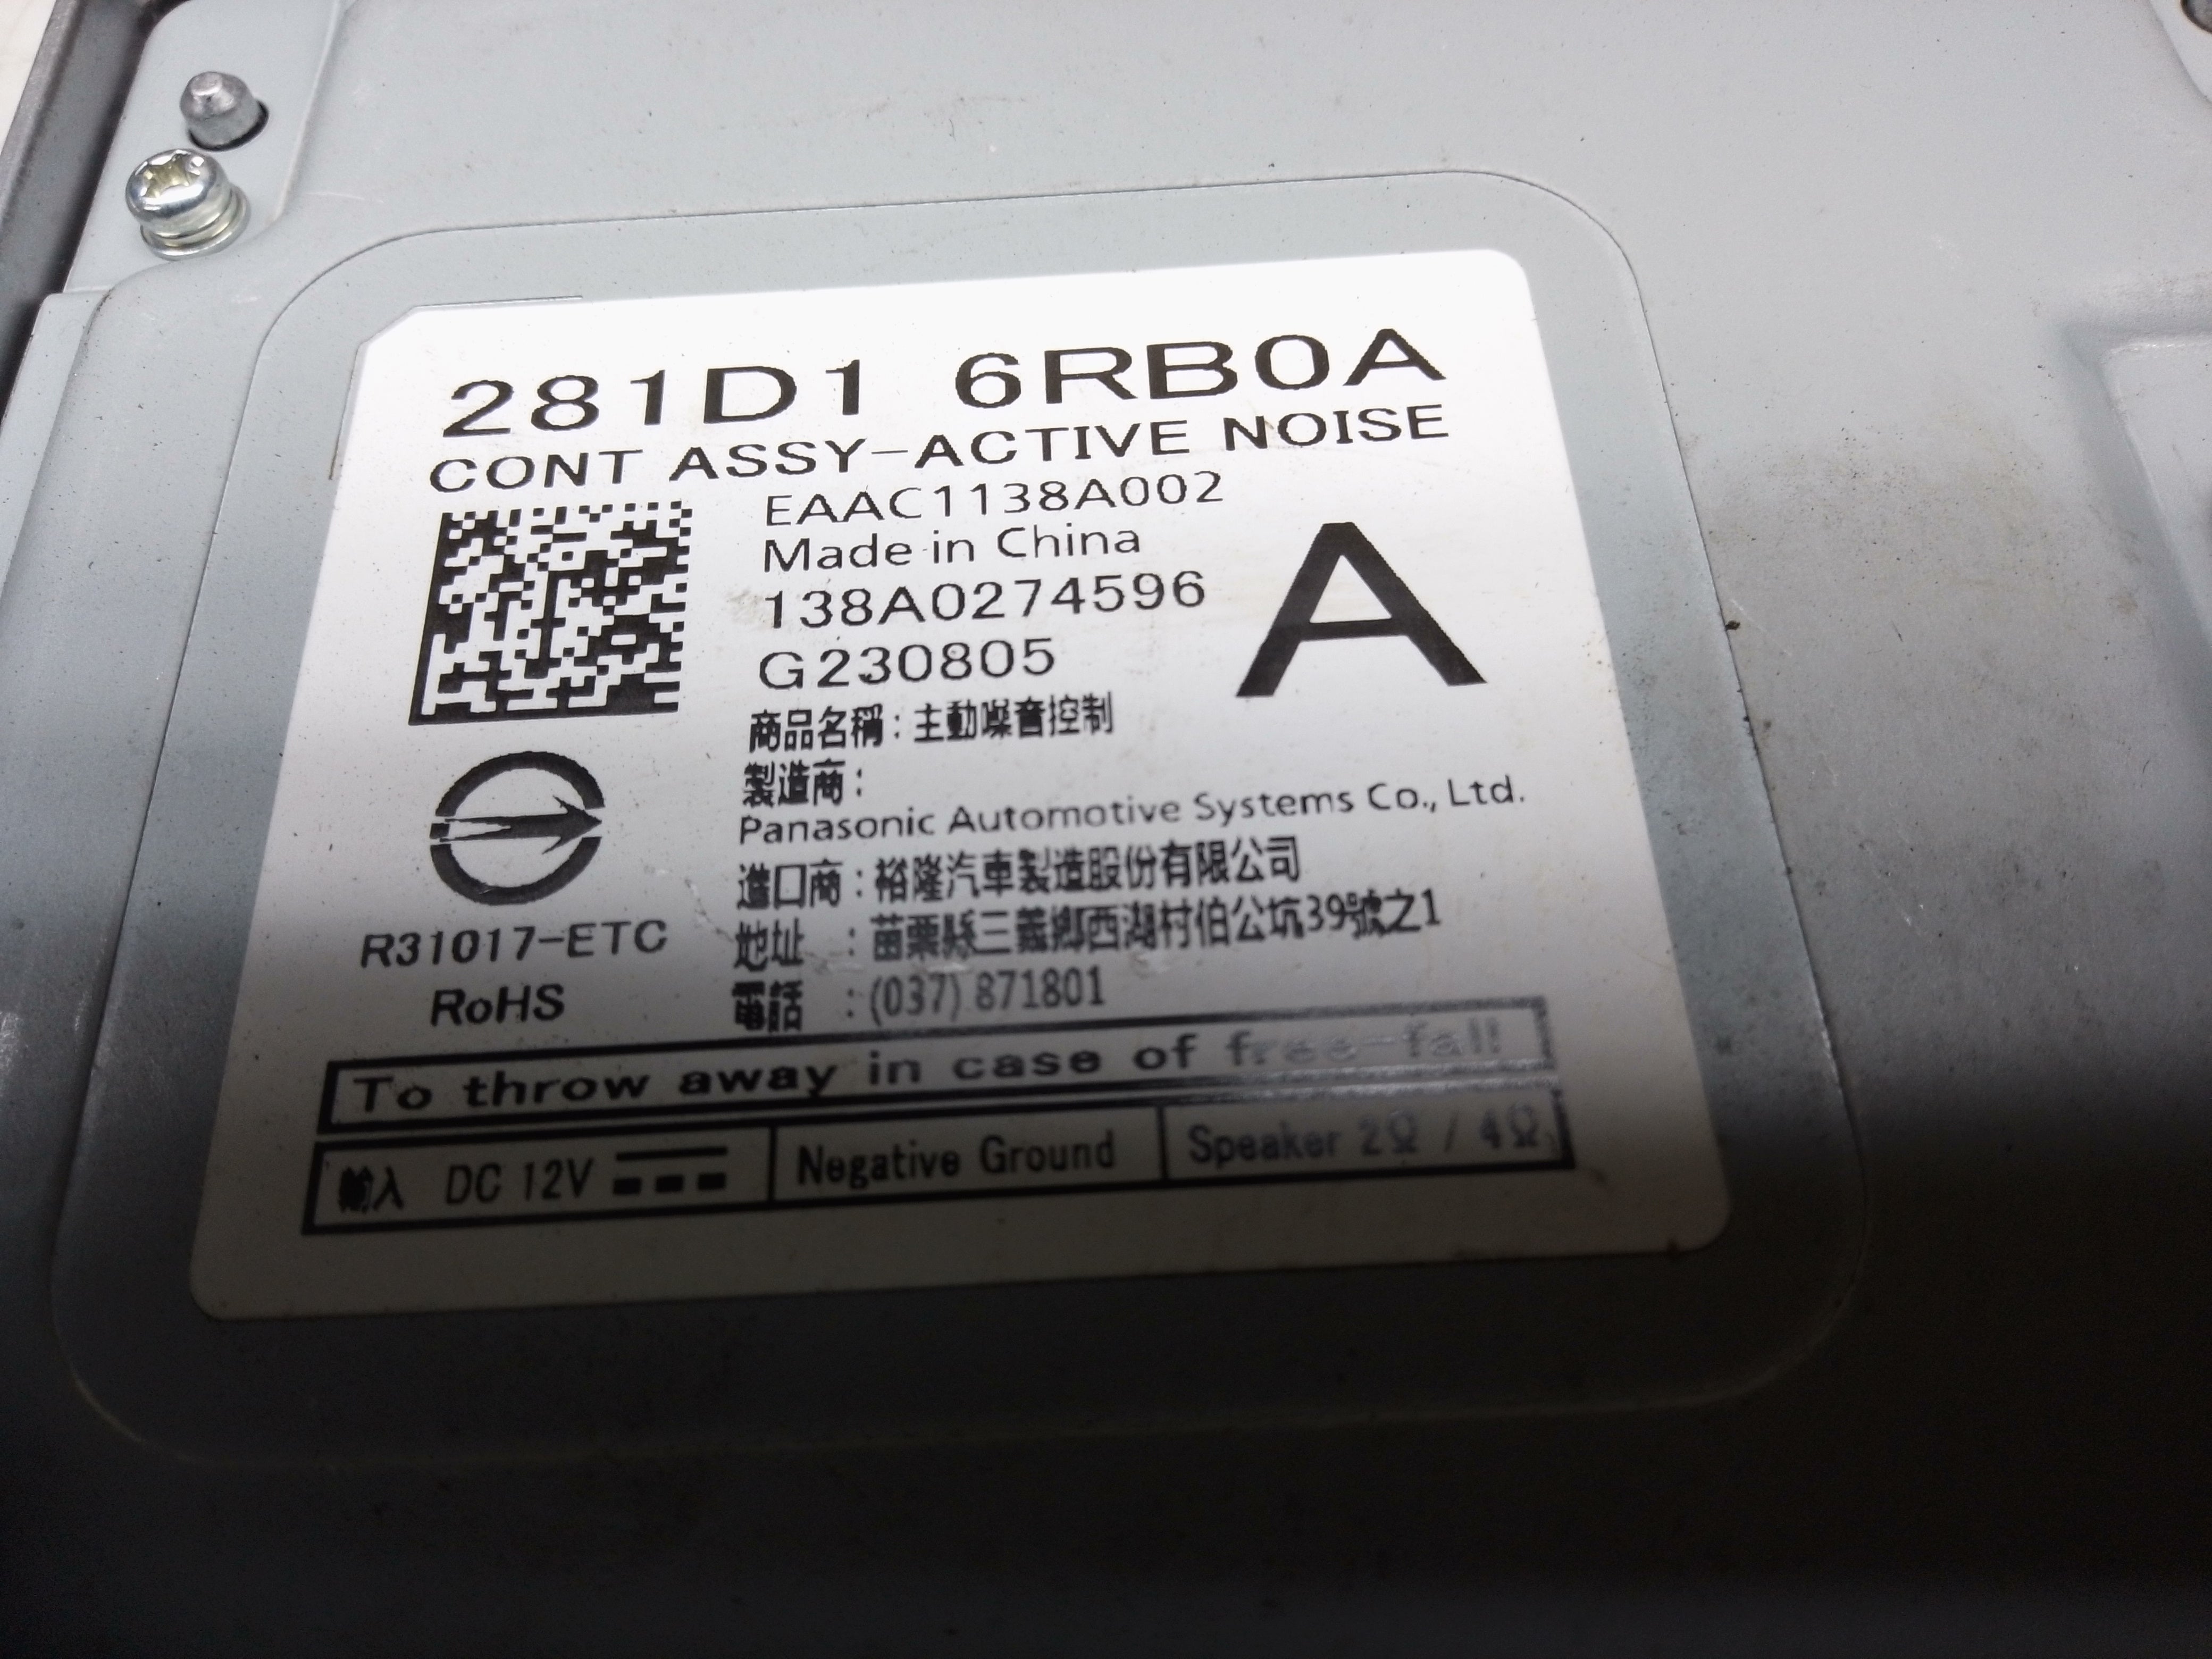 281D1 6RB0A
CONT ASSY-ACTIVE NOISE
EAAC1138A002
Made in China
138A0274596
G230805
A
商品名稱:主動噪音控制
製造商:
Panasonic Automotive Systems Co., Ltd.
進口商:裕隆汽車製造股份有限公司
地址 :苗栗縣三義鄉西湖村伯公坑39號之1
電話 :(037) 871801
R31017-ETC
RoHS
To throw away in case of free-fall
輸入 DC 12V Negative Ground Speaker 2Ω / 4Ω